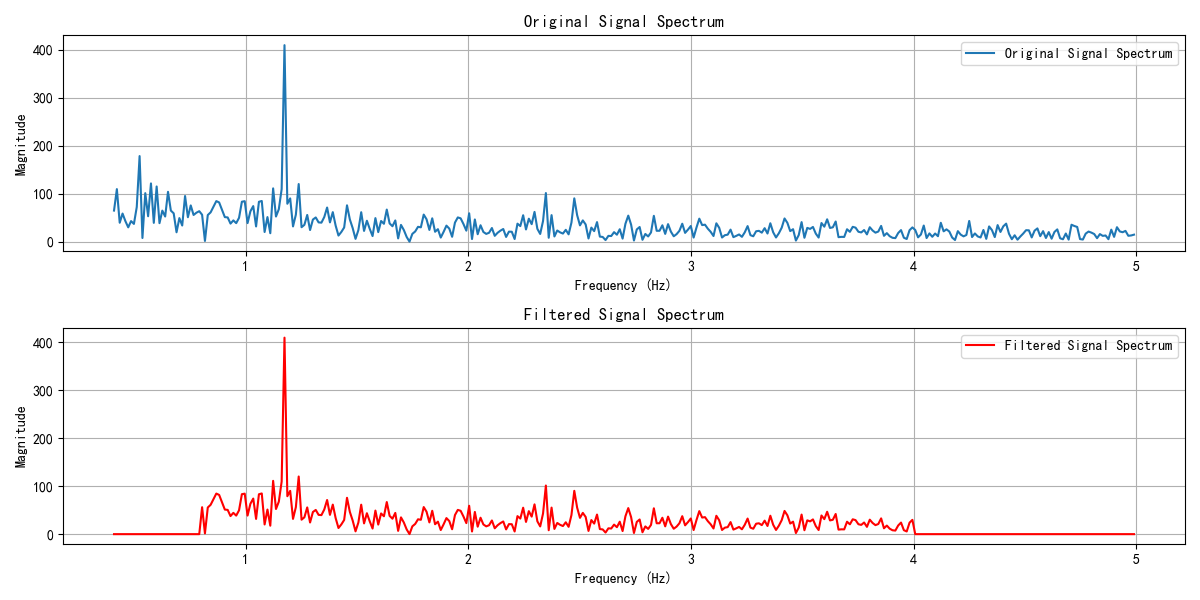 Original Signal Spectrum
Original Signal Spectrum
Magnitude
400
300
200
100
0
1
2
3
4
5
Frequency (Hz)
Filtered Signal Spectrum
Filtered Signal Spectrum
Magnitude
400
300
200
100
0
1
2
3
4
5
Frequency (Hz)